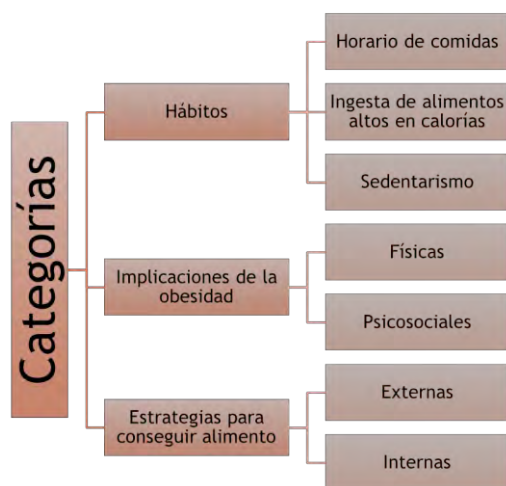 Categorías
Hábitos
Horario de comidas
Ingesta de alimentos
altos en calorías
Sedentarismo
Implicaciones de la
obesidad
Físicas
Psicosociales
Estrategias para
conseguir alimento
Externas
Internas